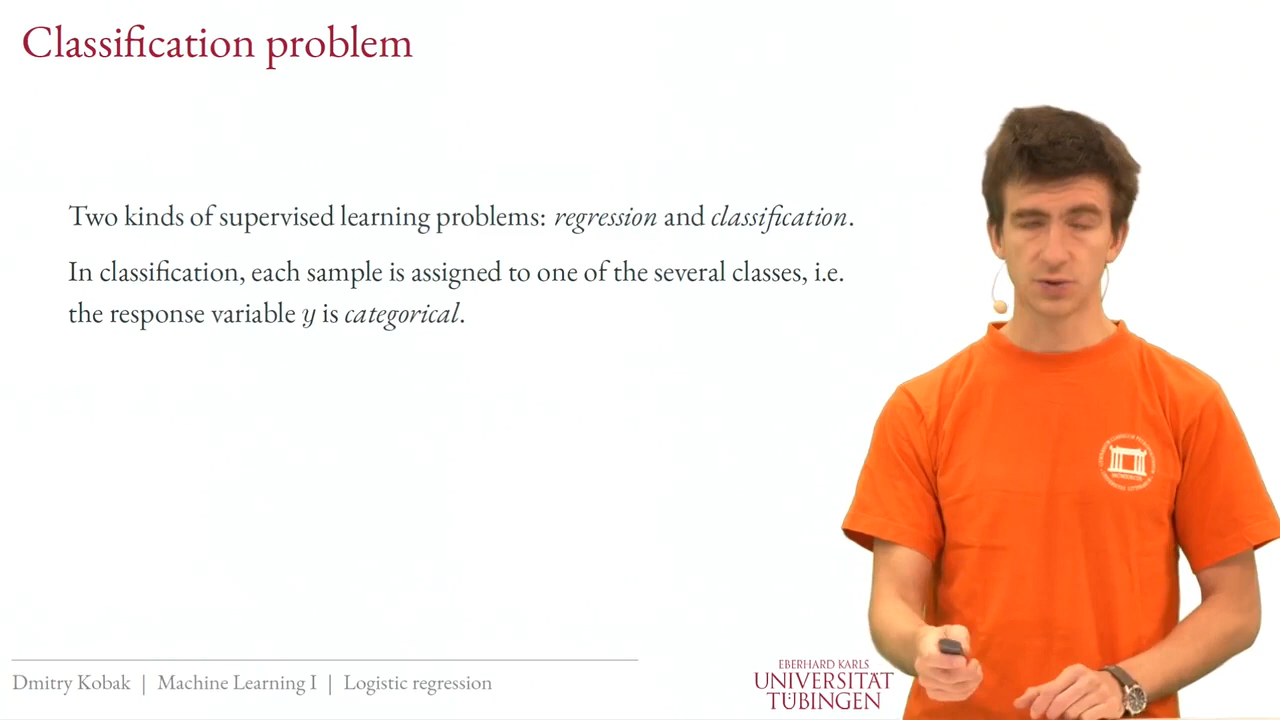 Classification problem
Two kinds of supervised learning problems: regression and classification.
In classification, each sample is assigned to one of the several classes, i.e.
the response variable y is categorical.
Dmitry Kobak | Machine Learning I | Logistic regression
EBERHARD KARLS
UNIVERSITÄT
TÜBINGEN